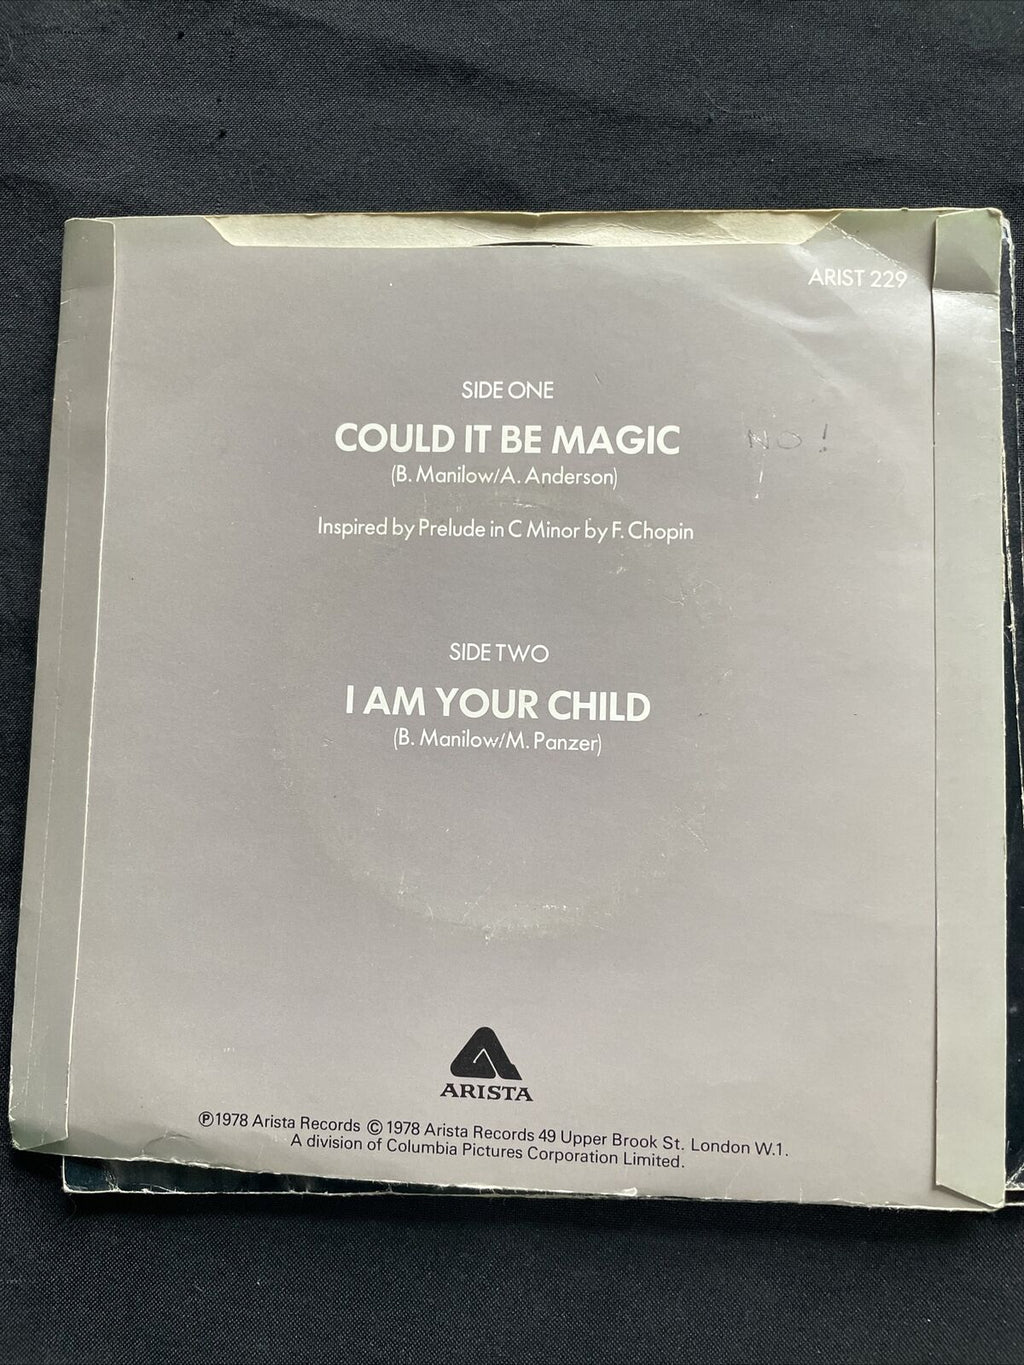 ARIST 229
SIDE ONE
COULD IT BE MAGIC
NO!
(B. Manilow/A. Anderson)
Inspired by Prelude in C Minor by F. Chopin
SIDE TWO
I AM YOUR CHILD
(B. Manilow/M. Panzer)
ARISTA
℗1978 Arista Records © 1978 Arista Records 49 Upper Brook St. London W.1.
A division of Columbia Pictures Corporation Limited.